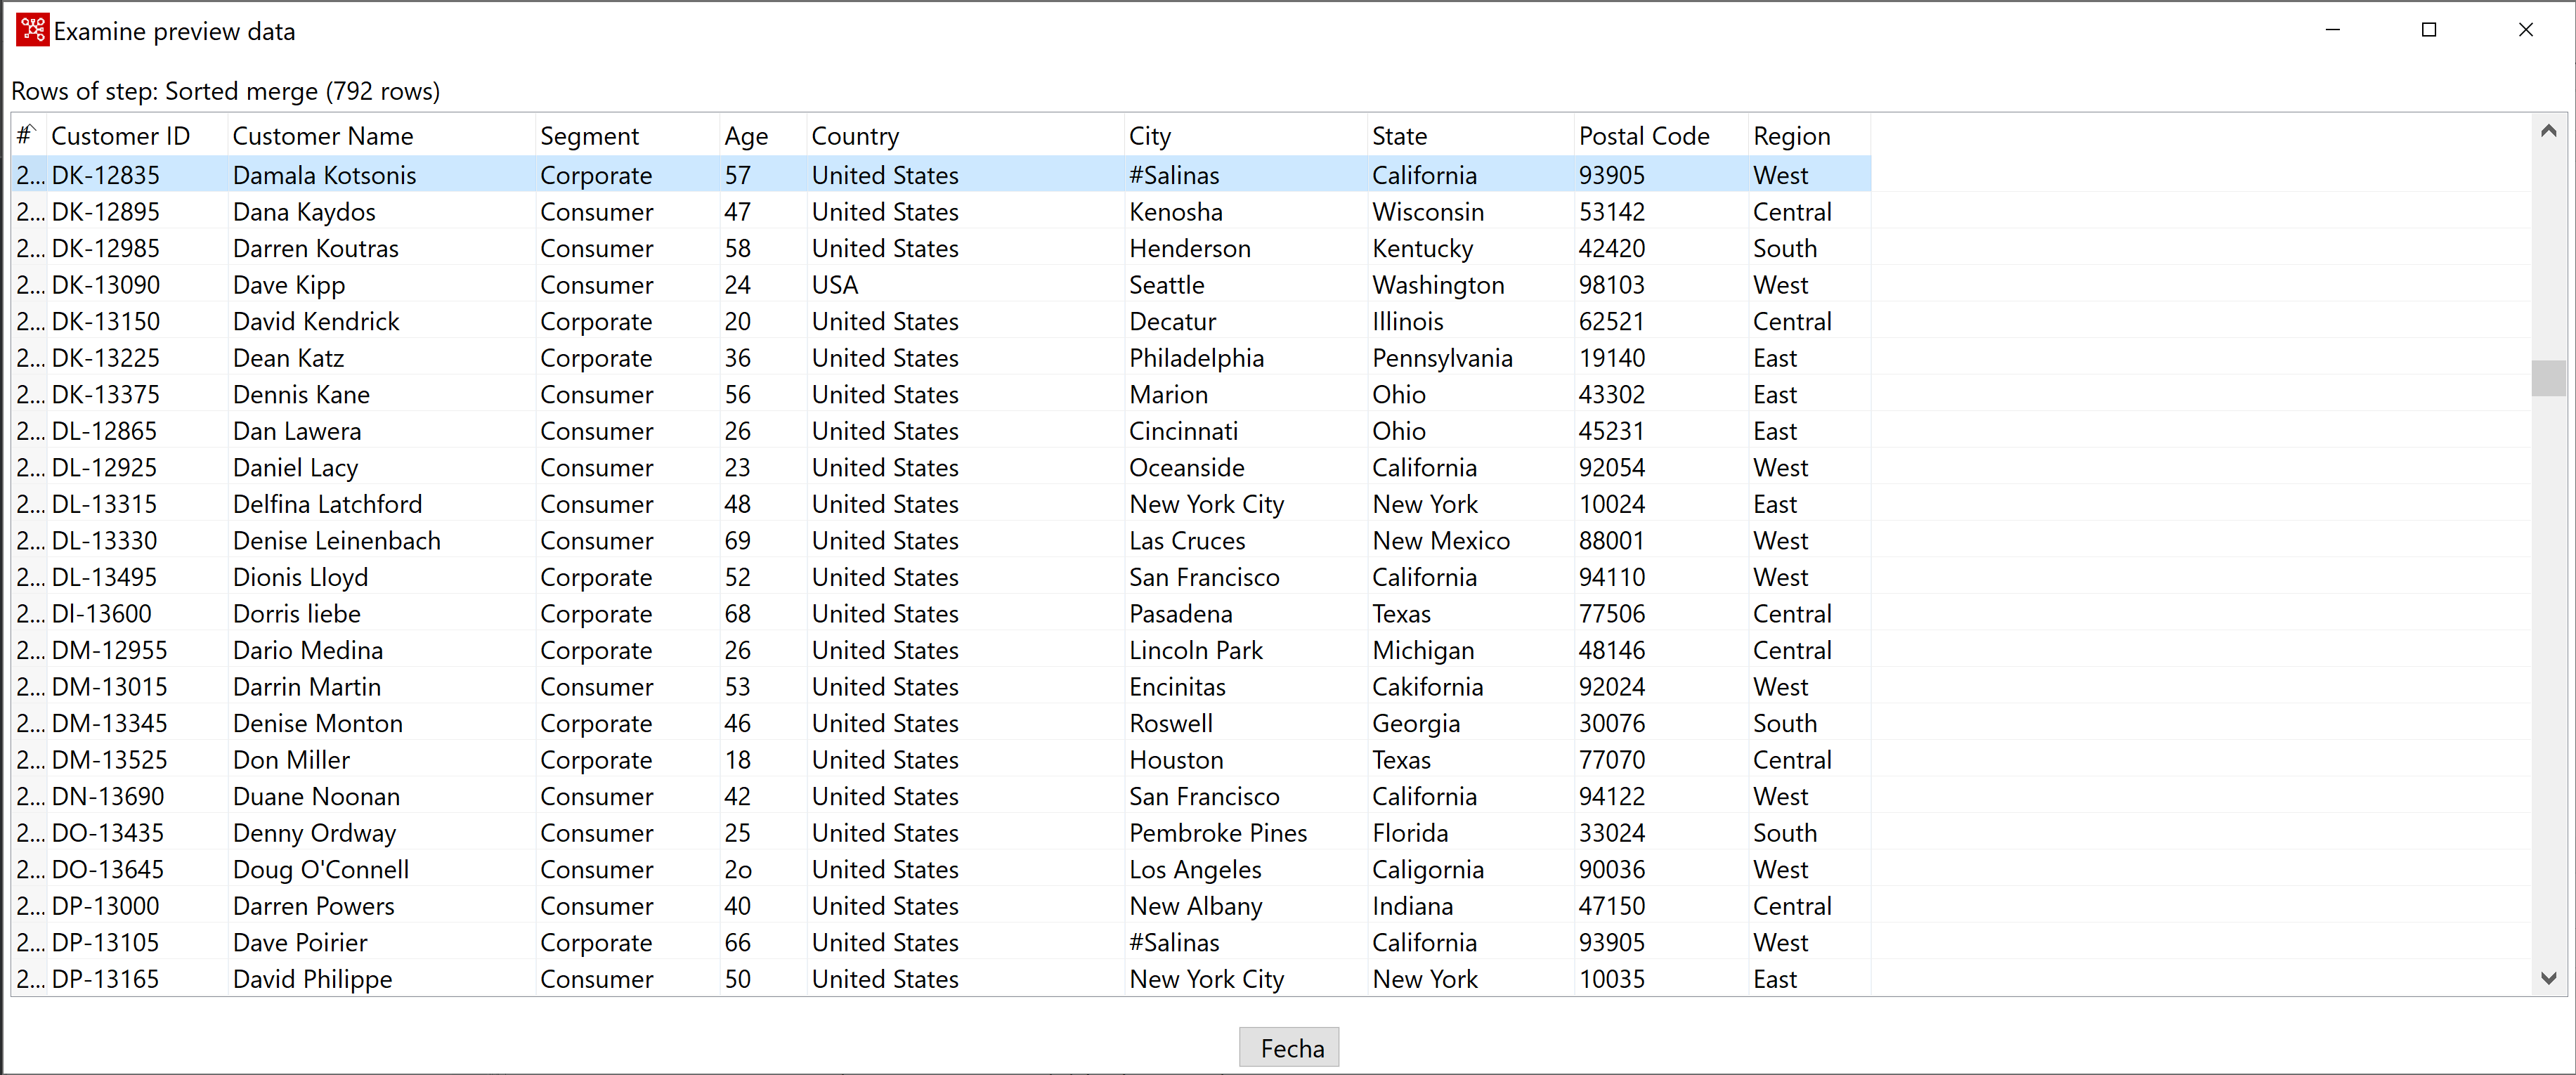 Examine preview data
Rows of step: Sorted merge (792 rows)
# Customer ID Customer Name Segment Age Country City State Postal Code Region
2... DK-12835 Damala Kotsonis Corporate 57 United States #Salinas California 93905 West
2... DK-12895 Dana Kaydos Consumer 47 United States Kenosha Wisconsin 53142 Central
2... DK-12985 Darren Koutras Consumer 58 United States Henderson Kentucky 42420 South
2... DK-13090 Dave Kipp Consumer 24 USA Seattle Washington 98103 West
2... DK-13150 David Kendrick Corporate 20 United States Decatur Illinois 62521 Central
2... DK-13225 Dean Katz Corporate 36 United States Philadelphia Pennsylvania 19140 East
2... DK-13375 Dennis Kane Consumer 56 United States Marion Ohio 43302 East
2... DL-12865 Dan Lawera Consumer 26 United States Cincinnati Ohio 45231 East
2... DL-12925 Daniel Lacy Consumer 23 United States Oceanside California 92054 West
2... DL-13315 Delfina Latchford Consumer 48 United States New York City New York 10024 East
2... DL-13330 Denise Leinenbach Consumer 69 United States Las Cruces New Mexico 88001 West
2... DL-13495 Dionis Lloyd Corporate 52 United States San Francisco California 94110 West
2... Dl-13600 Dorris liebe Corporate 68 United States Pasadena Texas 77506 Central
2... DM-12955 Dario Medina Corporate 26 United States Lincoln Park Michigan 48146 Central
2... DM-13015 Darrin Martin Consumer 53 United States Encinitas Cakifornia 92024 West
2... DM-13345 Denise Monton Corporate 46 United States Roswell Georgia 30076 South
2... DM-13525 Don Miller Corporate 18 United States Houston Texas 77070 Central
2... DN-13690 Duane Noonan Consumer 42 United States San Francisco California 94122 West
2... DO-13435 Denny Ordway Consumer 25 United States Pembroke Pines Florida 33024 South
2... DO-13645 Doug O'Connell Consumer 2o United States Los Angeles Caligornia 90036 West
2... DP-13000 Darren Powers Consumer 40 United States New Albany Indiana 47150 Central
2... DP-13105 Dave Poirier Corporate 66 United States #Salinas California 93905 West
2... DP-13165 David Philippe Consumer 50 United States New York City New York 10035 East
Fecha